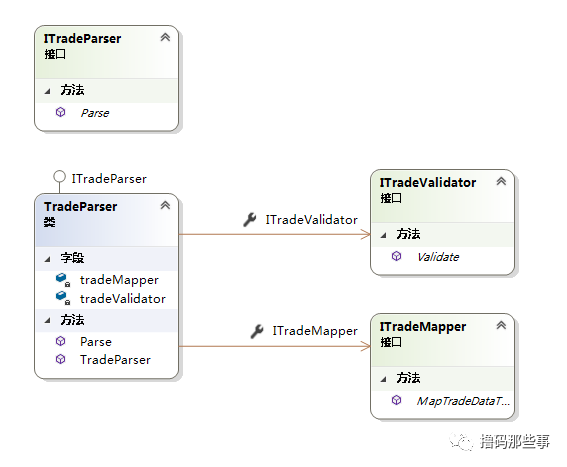 ITradeParser
接口
方法
Parse
ITradeParser
TradeParser
类
字段
tradeMapper
tradeValidator
方法
Parse
TradeParser
ITradeValidator
ITradeValidator
接口
方法
Validate
ITradeMapper
ITradeMapper
接口
方法
MapTradeDataT...
撸码那些事